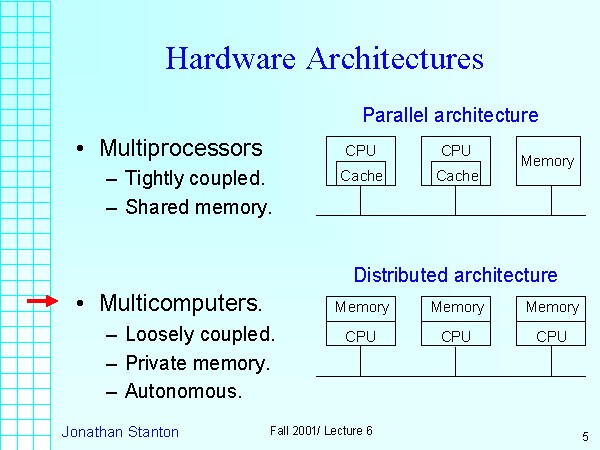 Hardware Architectures
Parallel architecture
• Multiprocessors
– Tightly coupled.
– Shared memory.
CPU CPU Memory
Cache Cache
Distributed architecture
• Multicomputers.
– Loosely coupled.
– Private memory.
– Autonomous.
Memory Memory Memory
CPU CPU CPU
Jonathan Stanton Fall 2001/ Lecture 6 5